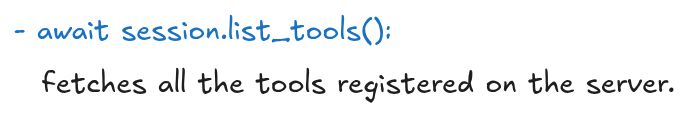 - await session.list_tools():
fetches all the tools registered on the server.